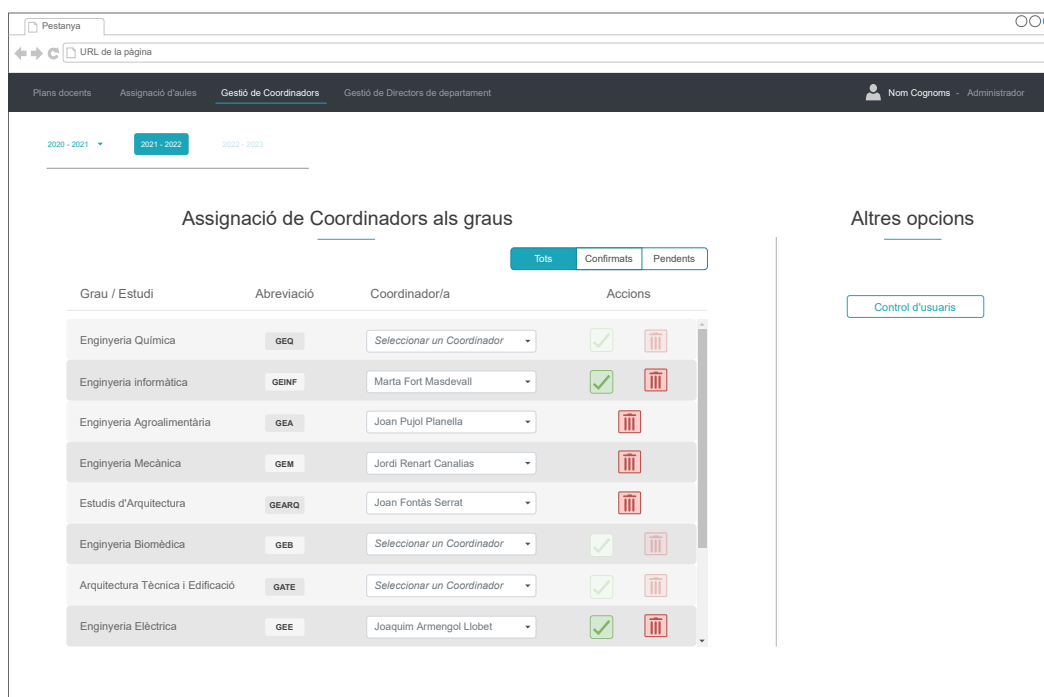 Pestanya
URL de la pàgina
Plans docents Assignació d'aules Gestió de Coordinadors Gestió de Directors de departament Nom Cognoms - Administrador
2020 - 2021 2021 - 2022 2022 - 2023
Assignació de Coordinadors als graus
Altres opcions
Tots Confirmats Pendents
Grau / Estudi Abreviació Coordinador/a Accions
Control d'usuaris
Enginyeria Química GEQ Seleccionar un Coordinador
Enginyeria informàtica GEINF Marta Fort Masdevall
Enginyeria Agroalimentària GEA Joan Pujol Planella
Enginyeria Mecànica GEM Jordi Renart Canalias
Estudis d'Arquitectura GEARQ Joan Fontàs Serrat
Enginyeria Biomèdica GEB Seleccionar un Coordinador
Arquitectura Tècnica i Edificació GATE Seleccionar un Coordinador
Enginyeria Elèctrica GEE Joaquim Armengol Llobet